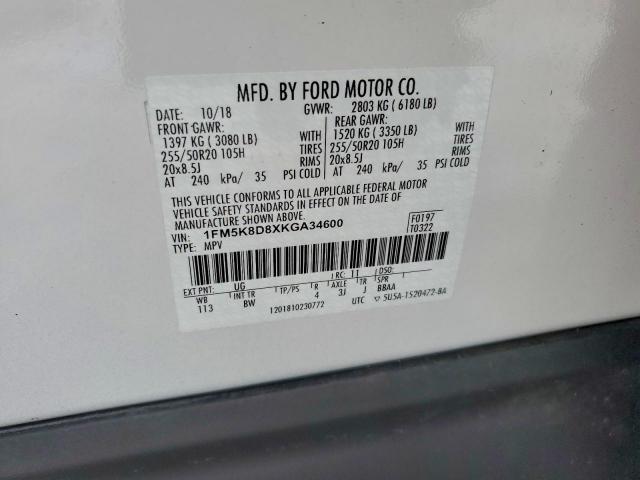 MFD. BY FORD MOTOR CO.
DATE: 10/18 GVWR: 2803 KG ( 6180 LB)
FRONT GAWR: REAR GAWR:
1397 KG ( 3080 LB) WITH 1520 KG ( 3350 LB) WITH
255/50R20 105H TIRES 255/50R20 105H TIRES
20x8.5J RIMS 20x8.5J RIMS
AT 240 kPa/ 35 PSI COLD AT 240 kPa/ 35 PSI COLD
THIS VEHICLE CONFORMS TO ALL APPLICABLE FEDERAL MOTOR
VEHICLE SAFETY STANDARDS IN EFFECT ON THE DATE OF
MANUFACTURE SHOWN ABOVE.
VIN: 1FM5K8D8XKGA34600 F0197
TYPE: MPV T0322
EXT PNT: UG RC: 11 DSO:
WB INT TR TP/PS R AXLE TR SPR
113 BW 4 3J J BBAA
1201810230772 UTC ▽ 5U5A-1520472-BA